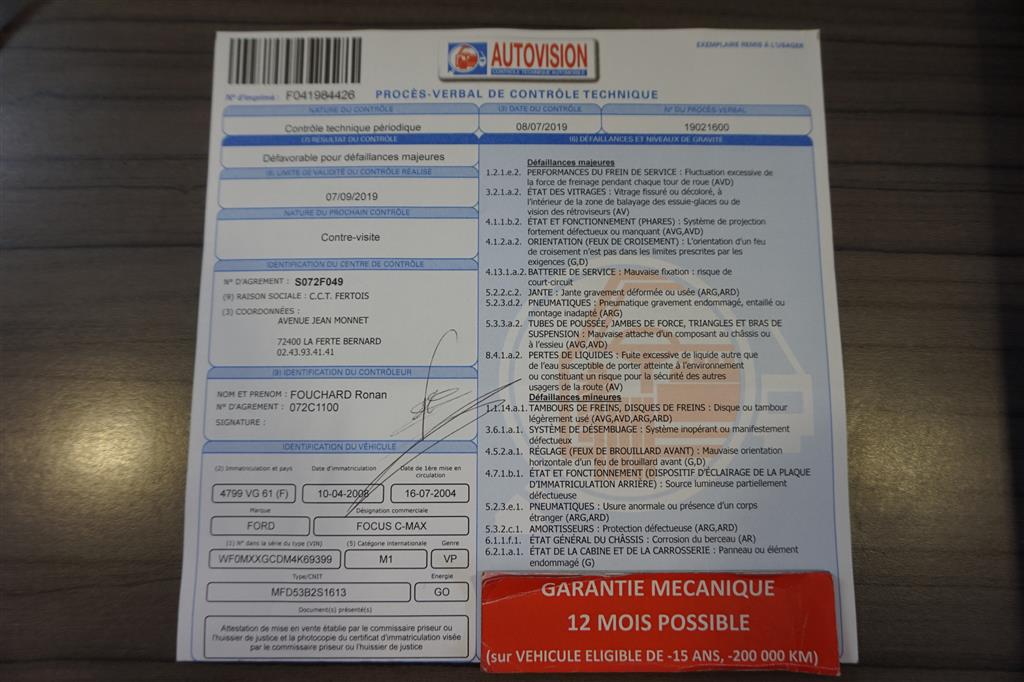 AUTOVISION
CONTRÔLE TECHNIQUE AUTOMOBILE
EXEMPLAIRE REMIS À L'USAGER
N° d'imprimé : F041984426
PROCÈS-VERBAL DE CONTRÔLE TECHNIQUE
NATURE DU CONTRÔLE
Contrôle technique périodique
(3) DATE DU CONTRÔLE
08/07/2019
N° DU PROCÈS-VERBAL
19021600
(7) RÉSULTAT DU CONTRÔLE
Défavorable pour défaillances majeures
(8) LIMITE DE VALIDITÉ DU CONTRÔLE RÉALISÉ
07/09/2019
NATURE DU PROCHAIN CONTRÔLE
Contre-visite
IDENTIFICATION DU CENTRE DE CONTRÔLE
N° D'AGREMENT : S072F049
(9) RAISON SOCIALE : C.C.T. FERTOIS
(3) COORDONNÉES :
AVENUE JEAN MONNET
72400 LA FERTE BERNARD
02.43.93.41.41
(9) IDENTIFICATION DU CONTRÔLEUR
NOM ET PRENOM : FOUCHARD Ronan
N° D'AGREMENT : 072C1100
SIGNATURE :
IDENTIFICATION DU VÉHICULE
(2) Immatriculation et pays
Date d'immatriculation
Date de 1ère mise en
circulation
4799 VG 61 (F)
10-04-2008
16-07-2004
Marque
Désignation commerciale
FORD
FOCUS C-MAX
(1) N° dans la série du type (VIN)
(5) Catégorie internationale
Genre
WF0MXXGCDM4K69399
M1
VP
Type/CNIT
Energie
MFD53B2S1613
GO
Document(s) présenté(s)
Attestation de mise en vente établie par le commissaire priseur ou
l'huissier de justice et la photocopie du certificat d'immatriculation visée
par le commissaire priseur ou l'huissier de justice
(6) DÉFAILLANCES ET NIVEAUX DE GRAVITÉ
Défaillances majeures
1.2.1.e.2. PERFORMANCES DU FREIN DE SERVICE : Fluctuation excessive de
la force de freinage pendant chaque tour de roue (AVD)
3.2.1.a.2. ÉTAT DES VITRAGES : Vitrage fissuré ou décoloré, à
l'intérieur de la zone de balayage des essuie-glaces ou de
vision des rétroviseurs (AV)
4.1.1.b.2. ÉTAT ET FONCTIONNEMENT (PHARES) : Système de projection
fortement défectueux ou manquant (AVG,AVD)
4.1.2.a.2. ORIENTATION (FEUX DE CROISEMENT) : L'orientation d'un feu
de croisement n'est pas dans les limites prescrites par les
exigences (G,D)
4.13.1.a.2. BATTERIE DE SERVICE : Mauvaise fixation : risque de
court-circuit
5.2.2.c.2. JANTE : Jante gravement déformée ou usée (ARG,ARD)
5.2.3.d.2. PNEUMATIQUES : Pneumatique gravement endommagé, entaillé ou
montage inadapté (ARG)
5.3.3.a.2. TUBES DE POUSSÉE, JAMBES DE FORCE, TRIANGLES ET BRAS DE
SUSPENSION : Mauvaise attache d'un composant au châssis ou
à l'essieu (AVG,AVD)
8.4.1.a.2. PERTES DE LIQUIDES : Fuite excessive de liquide autre que
de l'eau susceptible de porter atteinte à l'environnement
ou constituant un risque pour la sécurité des autres
usagers de la route (AV)
Défaillances mineures
1.1.14.a.1. TAMBOURS DE FREINS, DISQUES DE FREINS : Disque ou tambour
légèrement usé (AVG,AVD,ARG,ARD)
3.6.1.a.1. SYSTÈME DE DÉSEMBUAGE : Système inopérant ou manifestement
défectueux
4.5.2.a.1. RÉGLAGE (FEUX DE BROUILLARD AVANT) : Mauvaise orientation
horizontale d'un feu de brouillard avant (G,D)
4.7.1.b.1. ÉTAT ET FONCTIONNEMENT (DISPOSITIF D'ÉCLAIRAGE DE LA PLAQUE
D'IMMATRICULATION ARRIÈRE) : Source lumineuse partiellement
défectueuse
5.2.3.e.1. PNEUMATIQUES : Usure anormale ou présence d'un corps
étranger (ARG,ARD)
5.3.2.c.1. AMORTISSEURS : Protection défectueuse (ARG,ARD)
6.1.1.f.1. ÉTAT GÉNÉRAL DU CHÂSSIS : Corrosion du berceau (AR)
6.2.1.a.1. ÉTAT DE LA CABINE ET DE LA CARROSSERIE : Panneau ou élément
endommagé (G)
GARANTIE MECANIQUE
12 MOIS POSSIBLE
(sur VEHICULE ELIGIBLE DE -15 ANS, -200 000 KM)